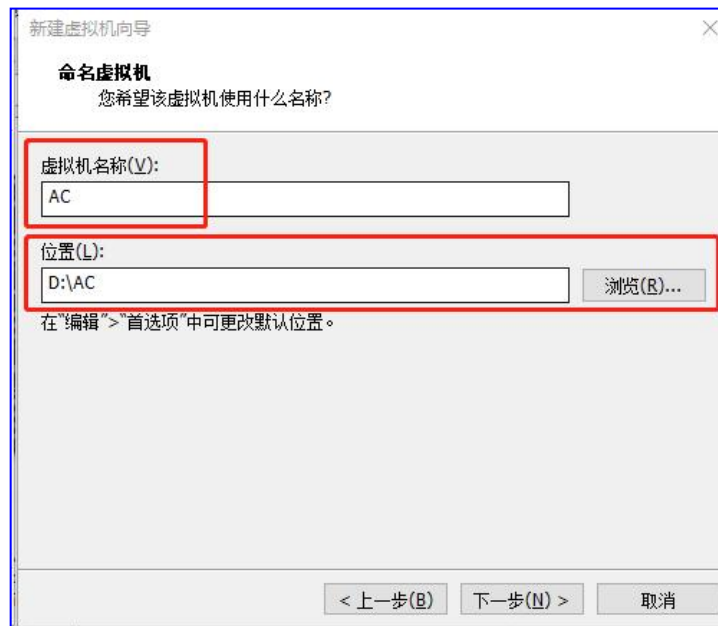 新建虚拟机向导
命名虚拟机
您希望该虚拟机使用什么名称?
虚拟机名称(V):
AC
位置(L):
D:\AC
浏览(R)...
在"编辑">"首选项"中可更改默认位置。
< 上一步(B) 下一步(N) > 取消